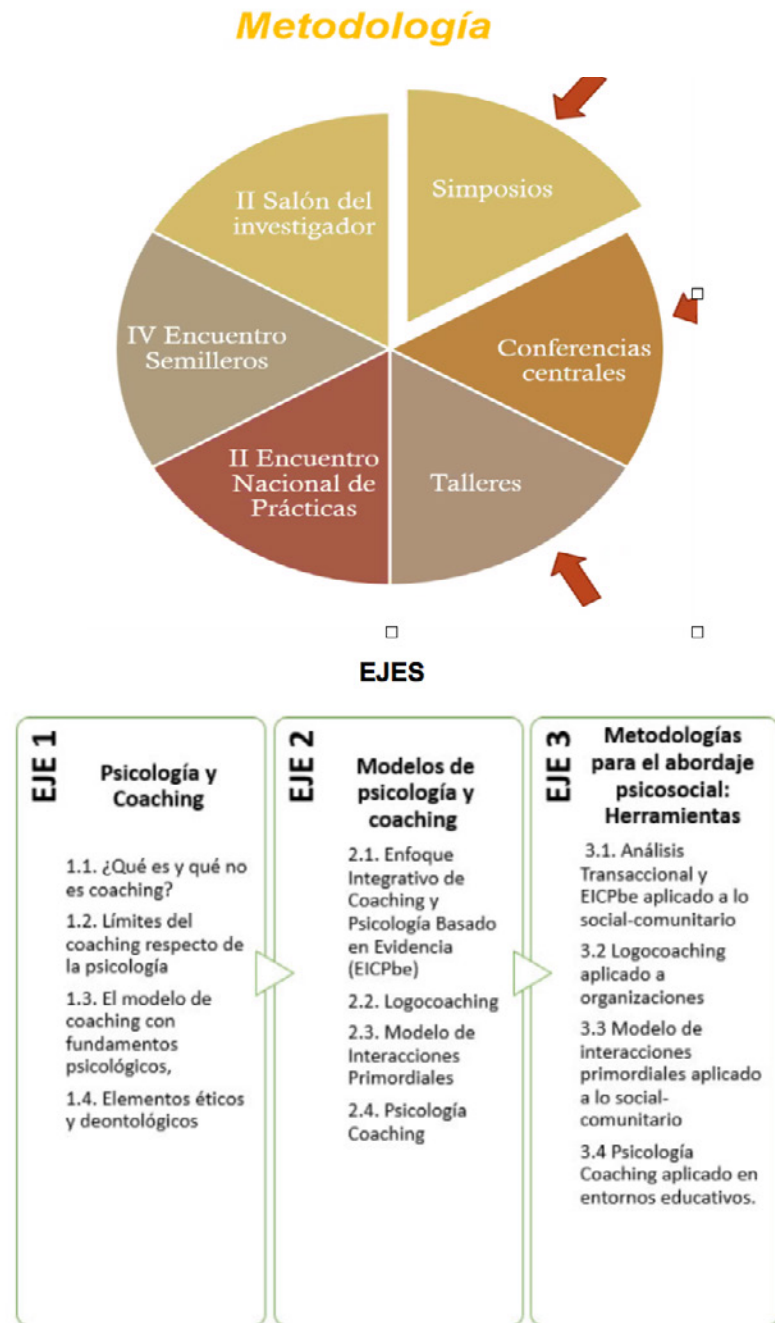 Metodología
Simposios
Conferencias
centrales
Talleres
II Encuentro
Nacional de
Prácticas
IV Encuentro
Semilleros
II Salón del
investigador
EJES
EJE 1
Psicología y
Coaching
1.1. ¿Qué es y qué no
es coaching?
1.2. Límites del
coaching respecto de
la psicología
1.3. El modelo de
coaching con
fundamentos
psicológicos,
1.4. Elementos éticos
y deontológicos
EJE 2
Modelos de
psicología y
coaching
2.1. Enfoque
Integrativo de
Coaching y
Psicología Basado
en Evidencia
(EICPbe)
2.2. Logocoaching
2.3. Modelo de
Interacciones
Primordiales
2.4. Psicología
Coaching
EJE 3
Metodologías
para el abordaje
psicosocial:
Herramientas
3.1. Análisis
Transaccional y
EICPbe aplicado a lo
social-comunitario
3.2 Logocoaching
aplicado a
organizaciones
3.3 Modelo de
interacciones
primordiales aplicado
a lo social-
comunitario
3.4 Psicología
Coaching aplicado en
entornos educativos.